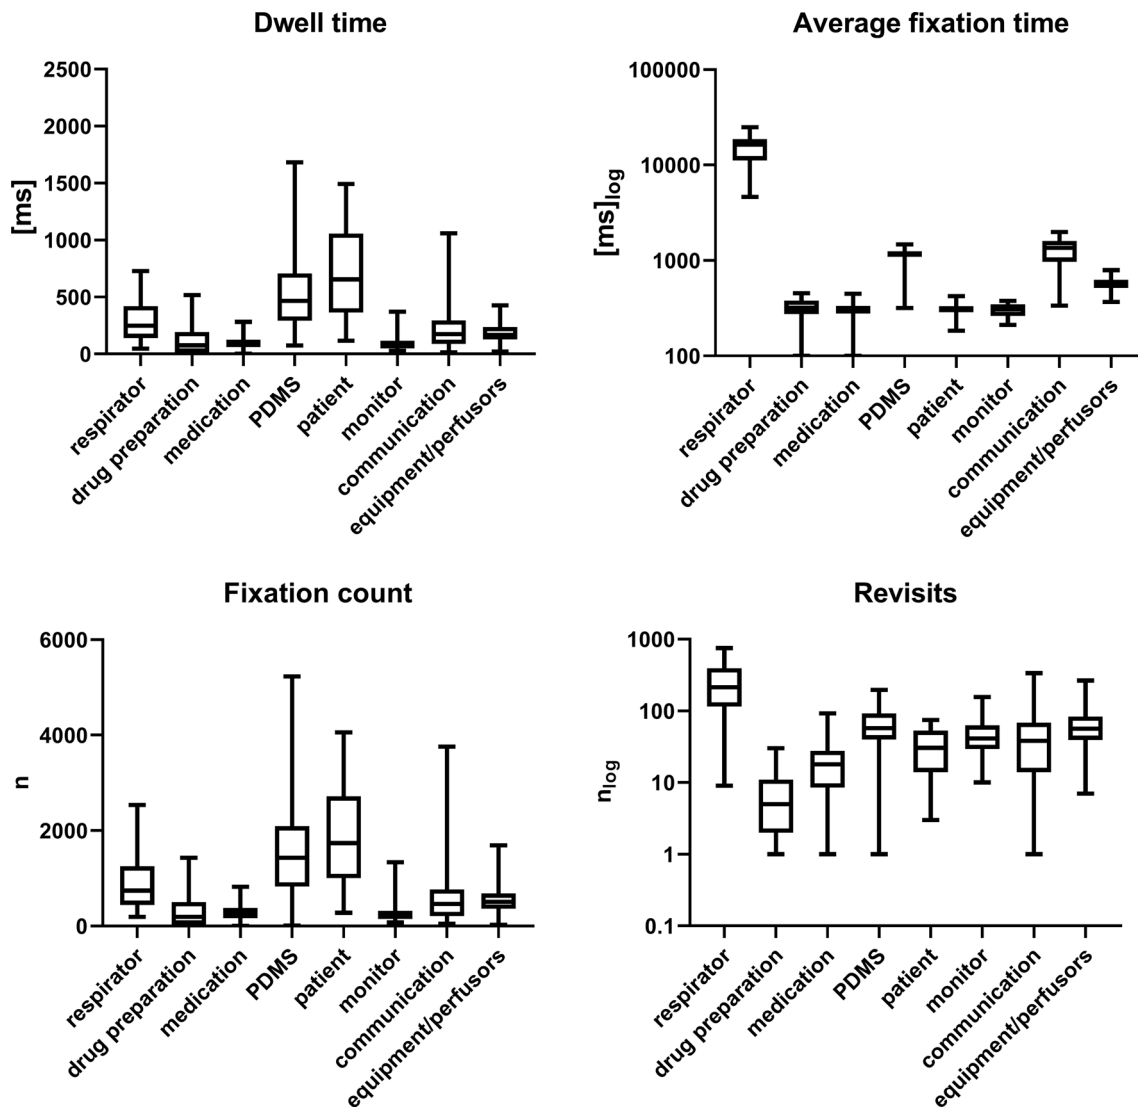 Dwell time
[ms]
2500
2000
1500
1000
500
0
respirator
drug preparation
medication
PDMS
patient
monitor
communication
equipment/perfusors
Average fixation time
[ms]log
100000
10000
1000
100
respirator
drug preparation
medication
PDMS
patient
monitor
communication
equipment/perfusors
Fixation count
n
6000
4000
2000
0
respirator
drug preparation
medication
PDMS
patient
monitor
communication
equipment/perfusors
Revisits
nlog
1000
100
10
1
0.1
respirator
drug preparation
medication
PDMS
patient
monitor
communication
equipment/perfusors